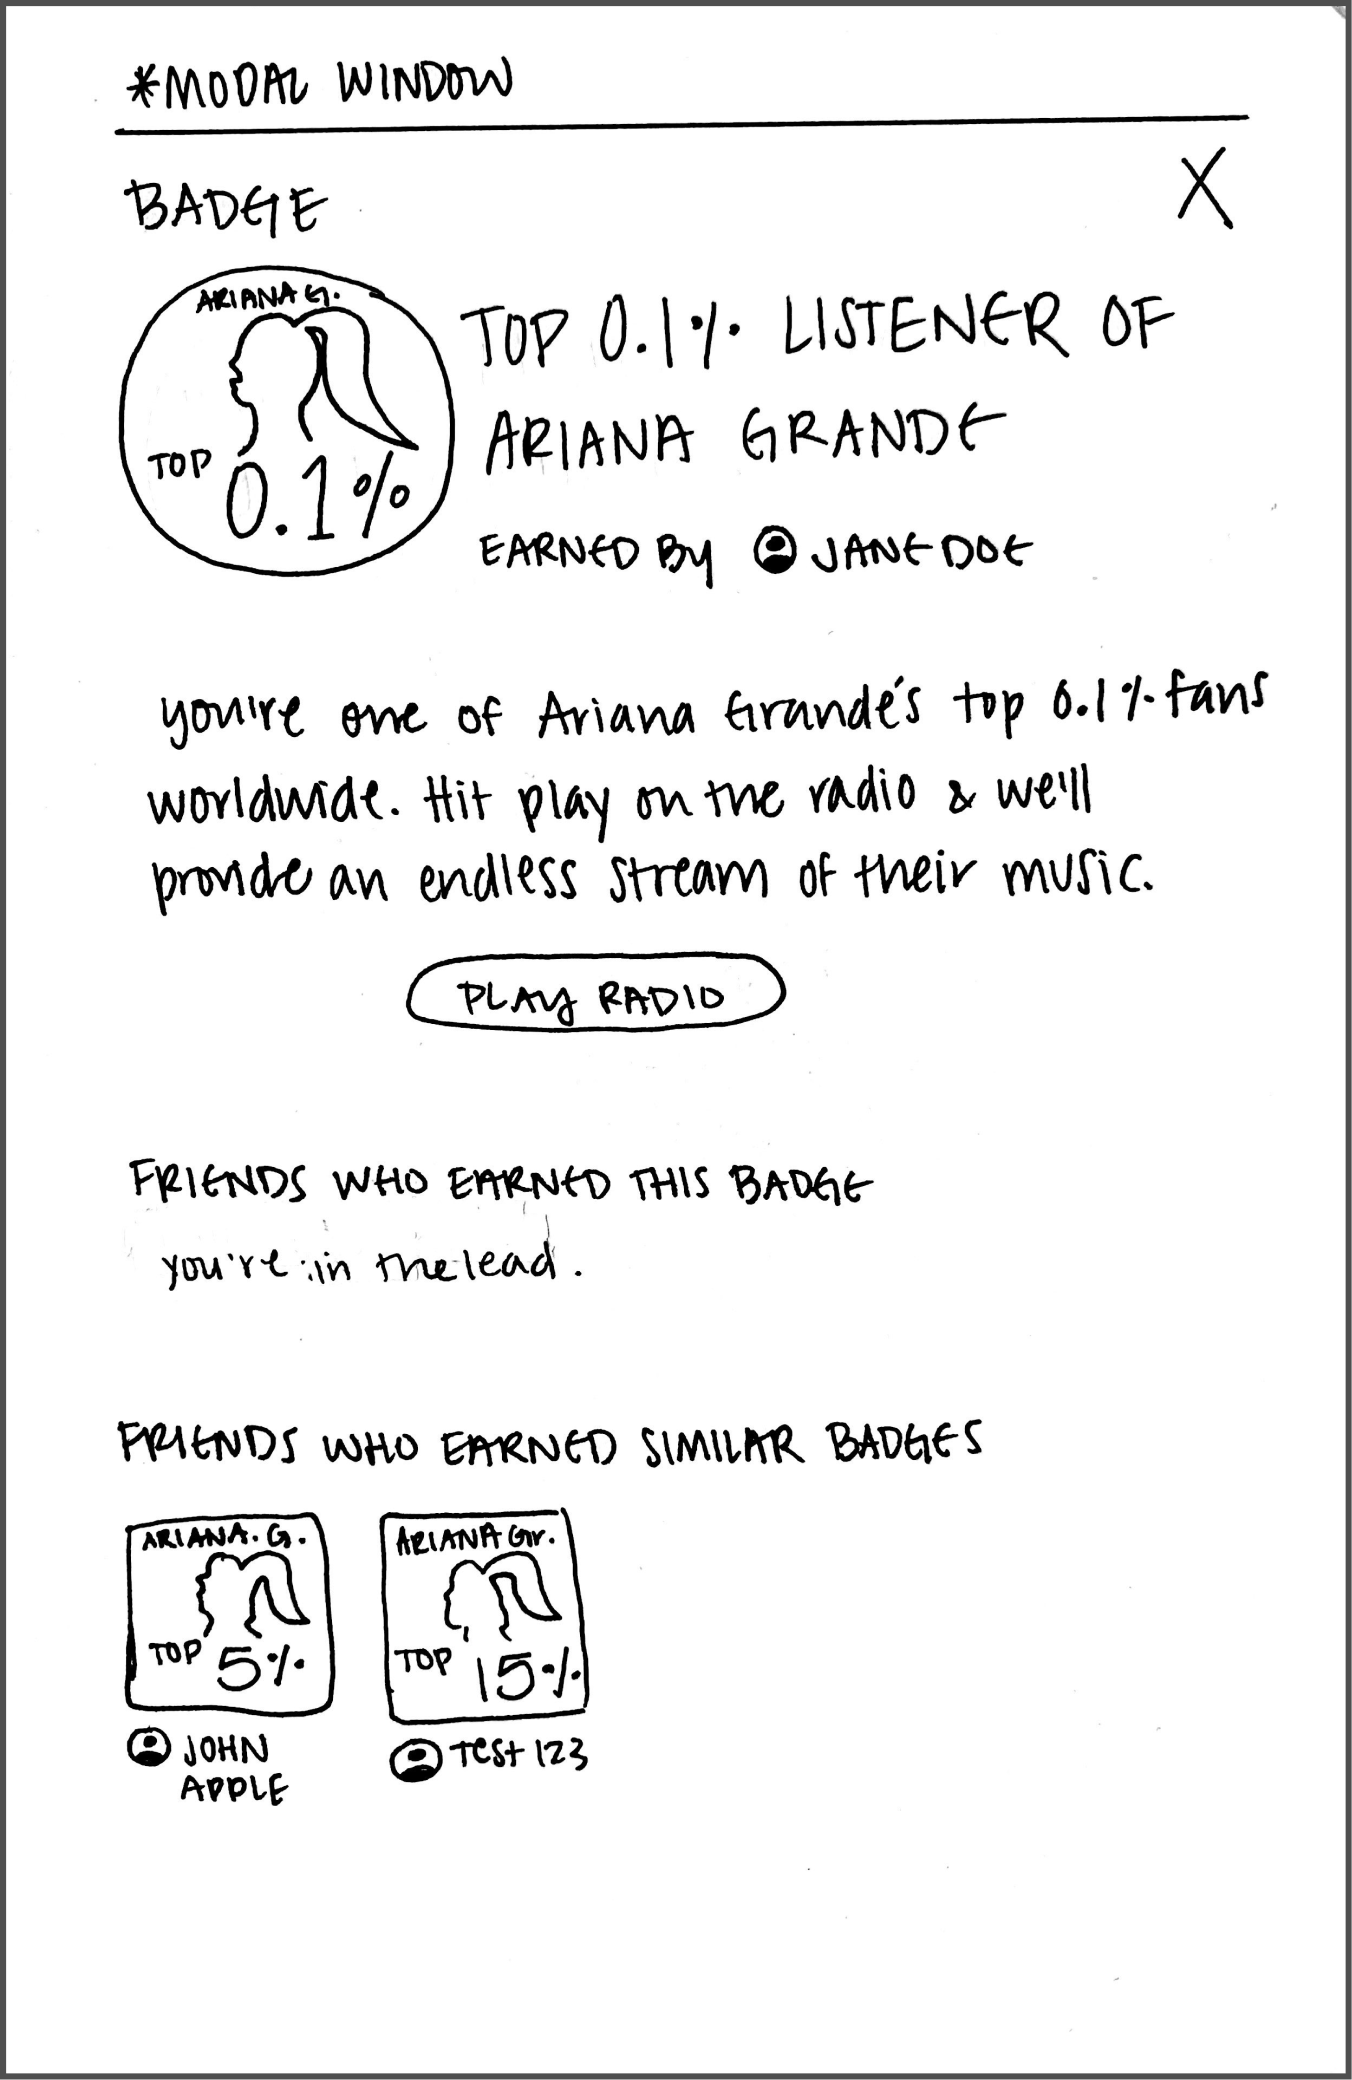 *MODAL WINDOW
BADGE
X
ARIANA G.
TOP
0.1%
TOP 0.1% LISTENER OF
ARIANA GRANDE
EARNED By JANE DOE
you're one of Ariana Grande's top 0.1% fans
worldwide. Hit play on the radio & we'll
provide an endless stream of their music.
PLAy RADIO
FRIENDS WHO EARNED THIS BADGE
you're in the lead.
FRIENDS WHO EARNED SIMILAR BADGES
ARIANA. G.
TOP 5%
JOHN
APPLE
ARIANA Gr.
TOP 15%
Test 123